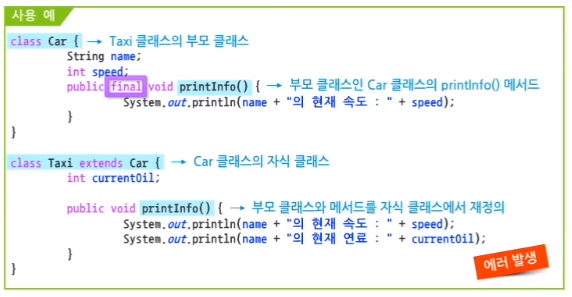 사용 예
class Car { → Taxi 클래스의 부모 클래스
String name;
int speed;
public final void printInfo() { → 부모 클래스인 Car 클래스의 printInfo() 메서드
System.out.println(name + "의 현재 속도 : " + speed);
}
}
class Taxi extends Car { → Car 클래스의 자식 클래스
int currentOil;
public void printInfo() { → 부모 클래스와 메서드를 자식 클래스에서 재정의
System.out.println(name + "의 현재 속도 : " + speed);
System.out.println(name + "의 현재 연료 : " + currentOil);
}
}
에러 발생